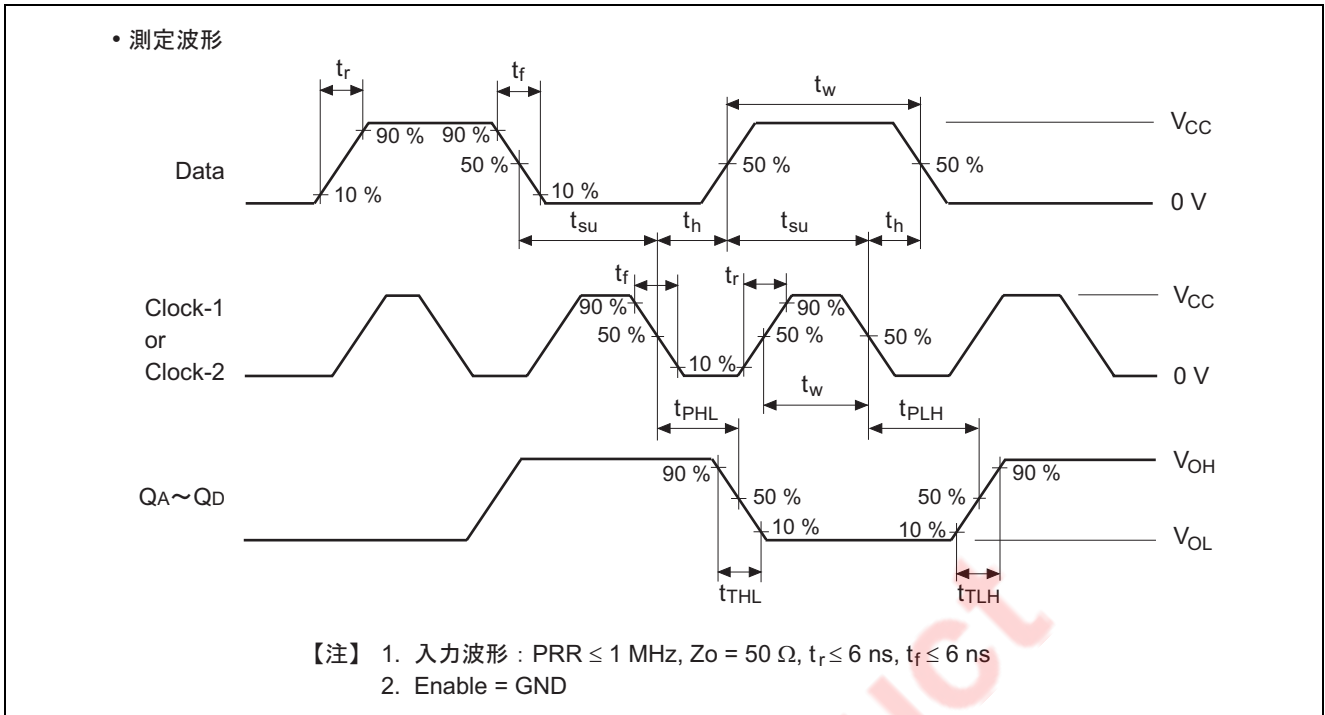 • 測定波形
tr
tf
tw
90 %
90 %
VCC
Data
50 %
50 %
50 %
10 %
10 %
0 V
tsu
th
tsu
th
tf
tr
Clock-1
or
Clock-2
90 %
90 %
VCC
50 %
50 %
50 %
10 %
0 V
tw
tPHL
tPLH
QA～QD
90 %
90 %
VOH
50 %
50 %
10 %
10 %
VOL
tTHL
tTLH
【注】 1. 入力波形：PRR ≤ 1 MHz, Zo = 50 Ω, tr ≤ 6 ns, tf ≤ 6 ns
2. Enable = GND